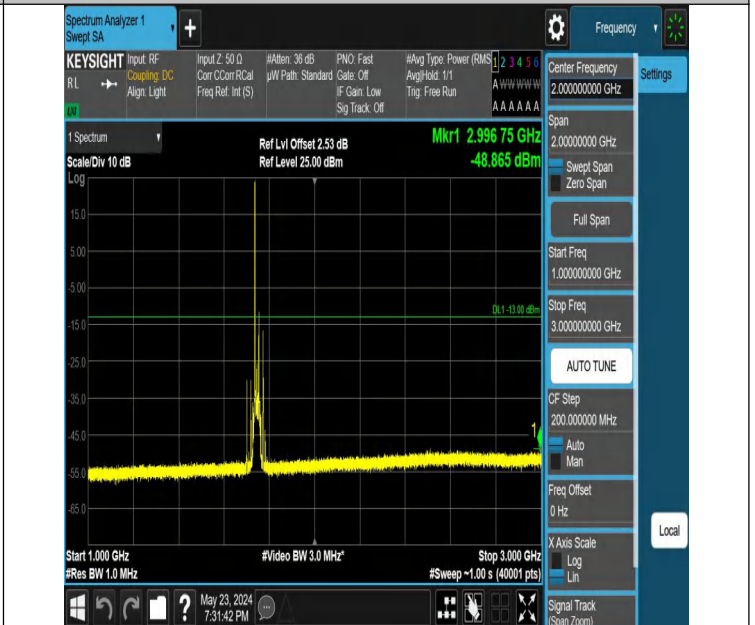 Spectrum Analyzer 1
Swept SA
Frequency
KEYSIGHT
RL
LXI
Input: RF
Coupling: DC
Align: Light
Input Z: 50 Ω
Corr CCorr RCal
Freq Ref: Int (S)
#Atten: 36 dB
µW Path: Standard
PNO: Fast
Gate: Off
IF Gain: Low
Sig Track: Off
#Avg Type: Power (RMS
Avg|Hold: 1/1
Trig: Free Run
1 2 3 4 5 6
A W W W W W
A A A A A A
1 Spectrum
Scale/Div 10 dB
Ref Lvl Offset 2.53 dB
Ref Level 25.00 dBm
Mkr1 2.996 75 GHz
-48.865 dBm
Log
15.0
5.00
-5.00
-15.0
-25.0
-35.0
-45.0
-55.0
-65.0
DL1 -13.00 dBm
1
Start 1.000 GHz
#Res BW 1.0 MHz
#Video BW 3.0 MHz*
Stop 3.000 GHz
#Sweep ~1.00 s (40001 pts)
May 23, 2024
7:31:42 PM
Center Frequency
2.000000000 GHz
Settings
Span
2.00000000 GHz
Swept Span
Zero Span
Full Span
Start Freq
1.000000000 GHz
Stop Freq
3.000000000 GHz
AUTO TUNE
CF Step
200.000000 MHz
Auto
Man
Freq Offset
0 Hz
X Axis Scale
Log
Lin
Local
Signal Track
(Span Zoom)